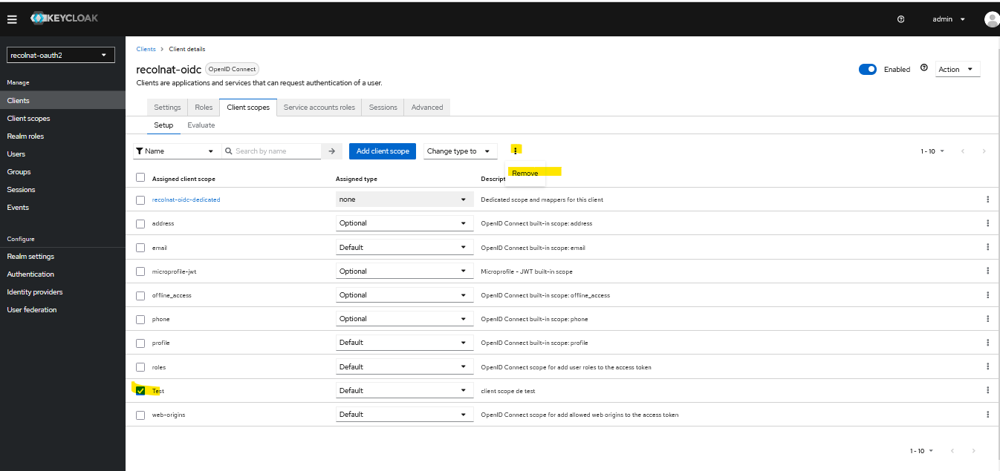 KEYCLOAK
admin
recolnat-oauth2
Manage
Clients
Client scopes
Realm roles
Users
Groups
Sessions
Events
Configure
Realm settings
Authentication
Identity providers
User federation
Clients > Client details
recolnat-oidc OpenID Connect
Enabled
Action
Clients are applications and services that can request authentication of a user.
Settings Roles Client scopes Service accounts roles Sessions Advanced
Setup Evaluate
Name Search by name Add client scope Change type to 1 - 10
Remove
Assigned client scope Assigned type Descript
recolnat-oidc-dedicated none Dedicated scope and mappers for this client
address Optional OpenID Connect built-in scope: address
email Default OpenID Connect built-in scope: email
microprofile-jwt Optional Microprofile - JWT built-in scope
offline_access Optional OpenID Connect built-in scope: offline_access
phone Optional OpenID Connect built-in scope: phone
profile Default OpenID Connect built-in scope: profile
roles Default OpenID Connect scope for add user roles to the access token
Test Default client scope de test
web-origins Default OpenID Connect scope for add allowed web origins to the access token
1 - 10